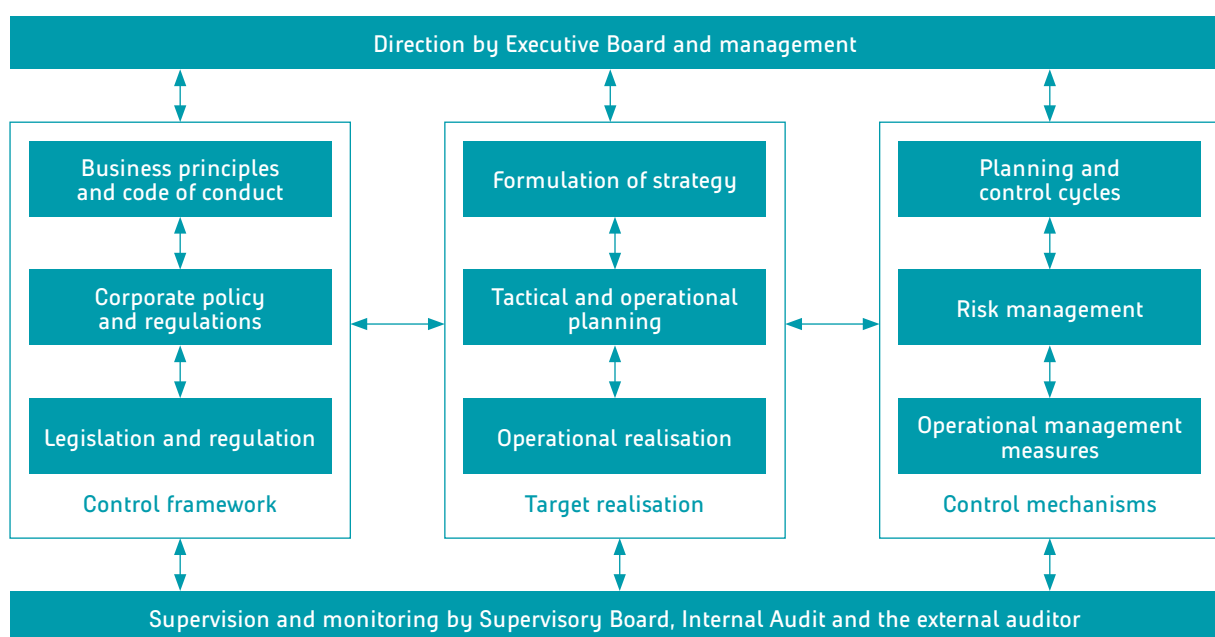 Direction by Executive Board and management
Business principles
and code of conduct
Corporate policy
and regulations
Legislation and regulation
Control framework
Formulation of strategy
Tactical and operational
planning
Operational realisation
Target realisation
Planning and
control cycles
Risk management
Operational management
measures
Control mechanisms
Supervision and monitoring by Supervisory Board, Internal Audit and the external auditor